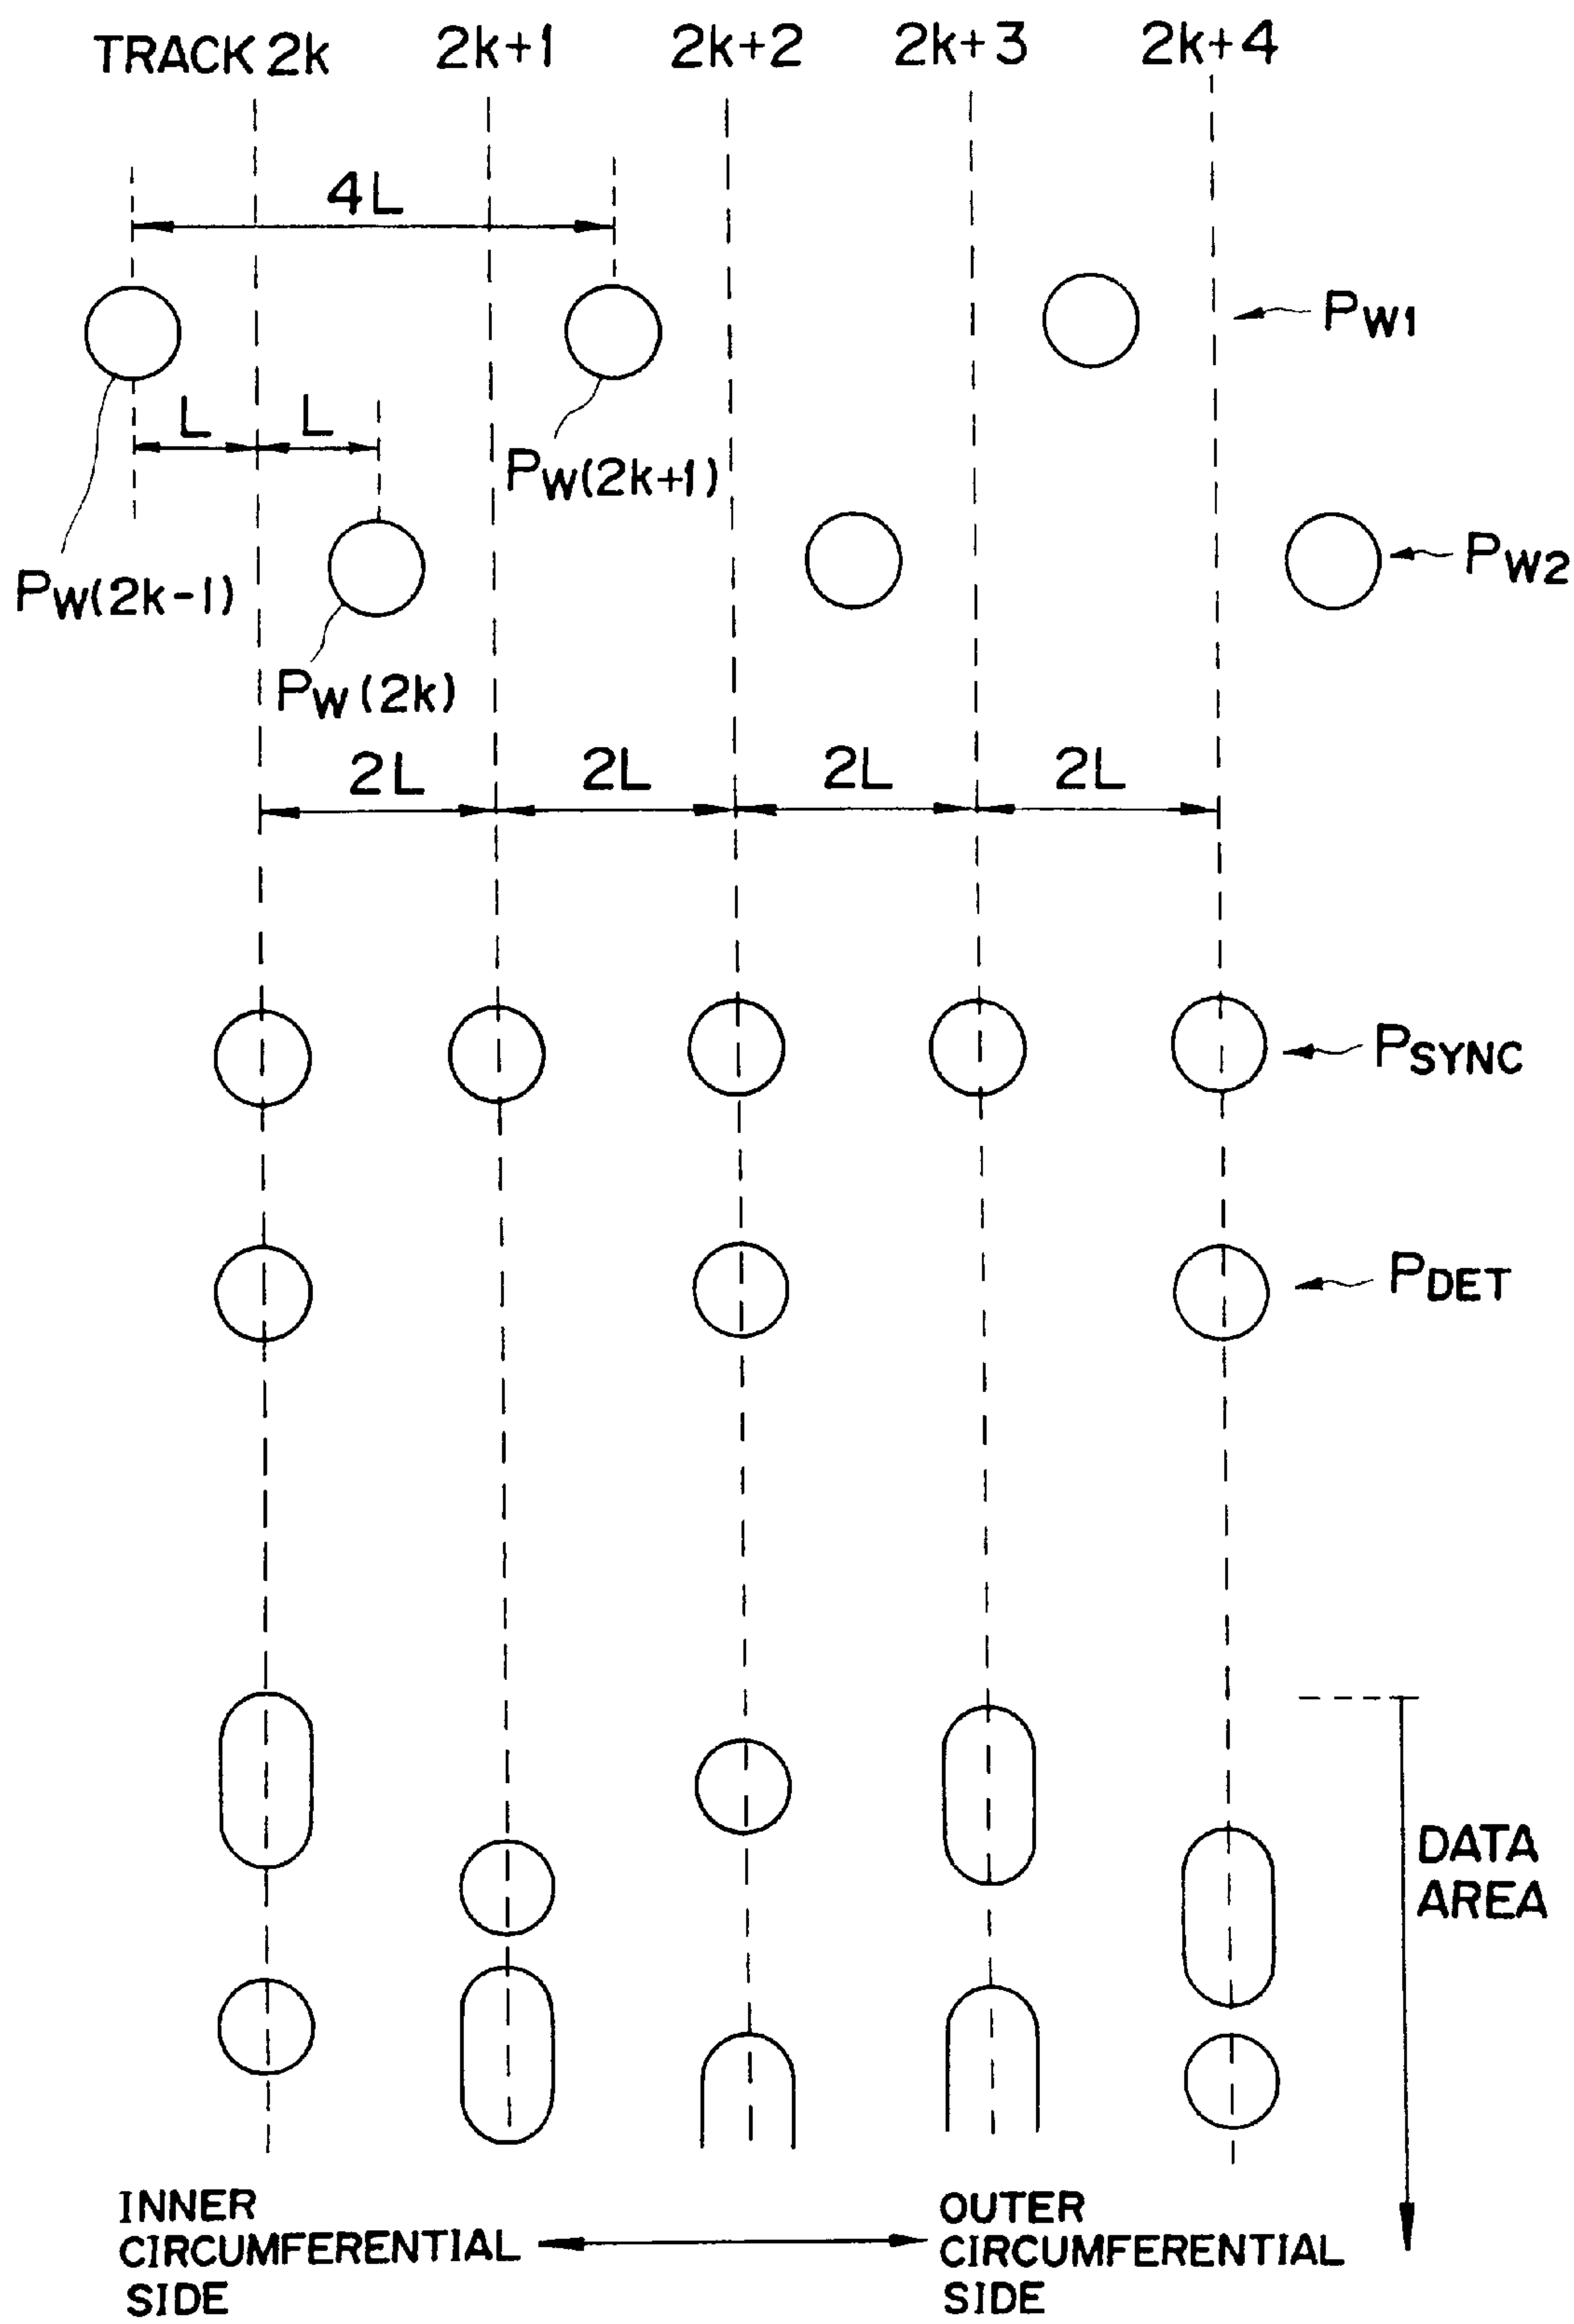 TRACK 2k 2k+1 2k+2 2k+3 2k+4
4L
PW1
L L
PW(2k+1)
PW2
PW(2k-1)
PW(2k)
2L 2L 2L 2L
PSYNC
PDET
DATA
AREA
INNER
CIRCUMFERENTIAL
SIDE
OUTER
CIRCUMFERENTIAL
SIDE